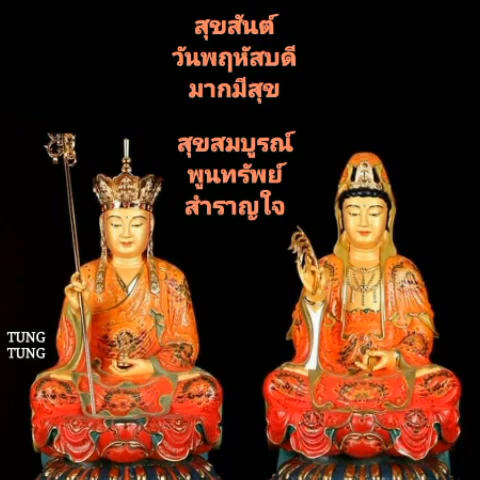 สุขสันต์
วันพฤหัสบดี
มากมีสุข
สุขสมบูรณ์
พูนทรัพย์
สำราญใจ
TUNG
TUNG